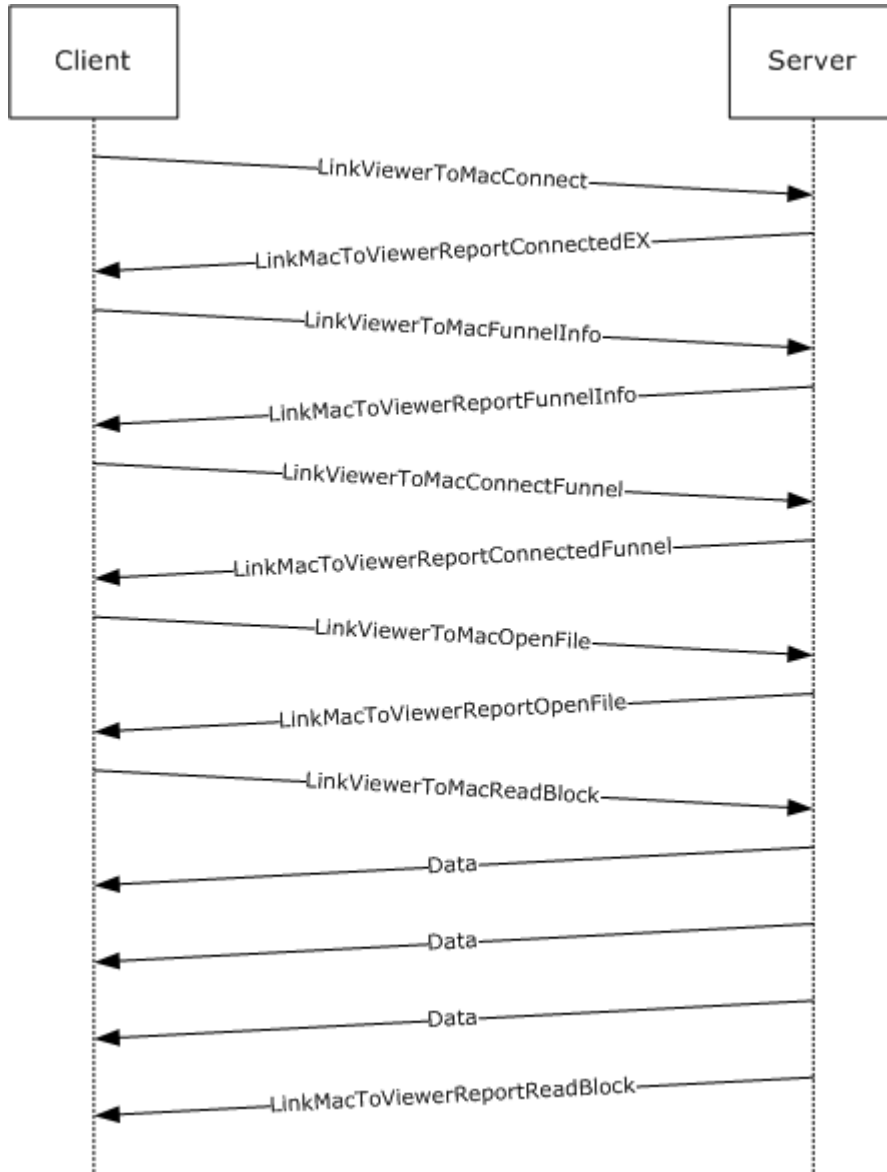 Client
Server
LinkViewerToMacConnect
LinkMacToViewerReportConnectedEX
LinkViewerToMacFunnelInfo
LinkMacToViewerReportFunnelInfo
LinkViewerToMacConnectFunnel
LinkMacToViewerReportConnectedFunnel
LinkViewerToMacOpenFile
LinkMacToViewerReportOpenFile
LinkViewerToMacReadBlock
Data
Data
Data
LinkMacToViewerReportReadBlock